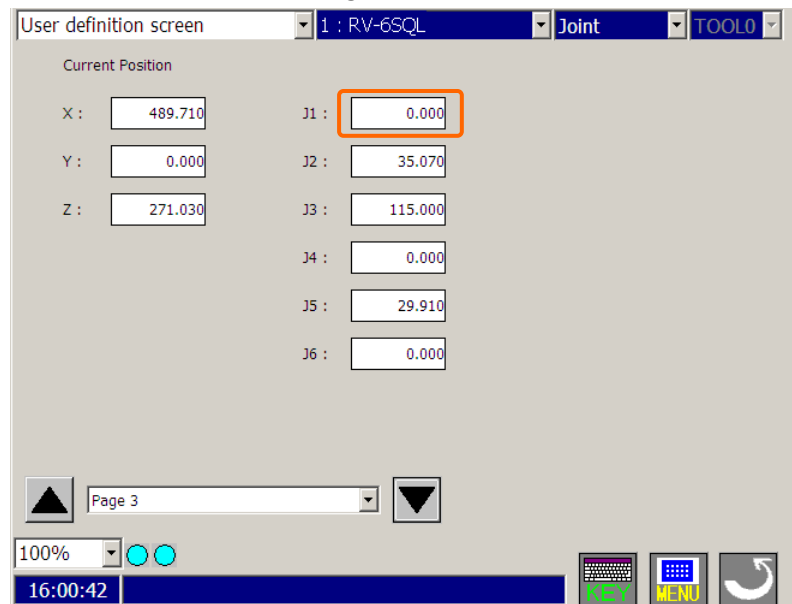 User definition screen 1 : RV-6SQL Joint TOOL0
Current Position
X : 489.710 J1 : 0.000
Y : 0.000 J2 : 35.070
Z : 271.030 J3 : 115.000
J4 : 0.000
J5 : 29.910
J6 : 0.000
Page 3
100%
16:00:42 KEY MENU